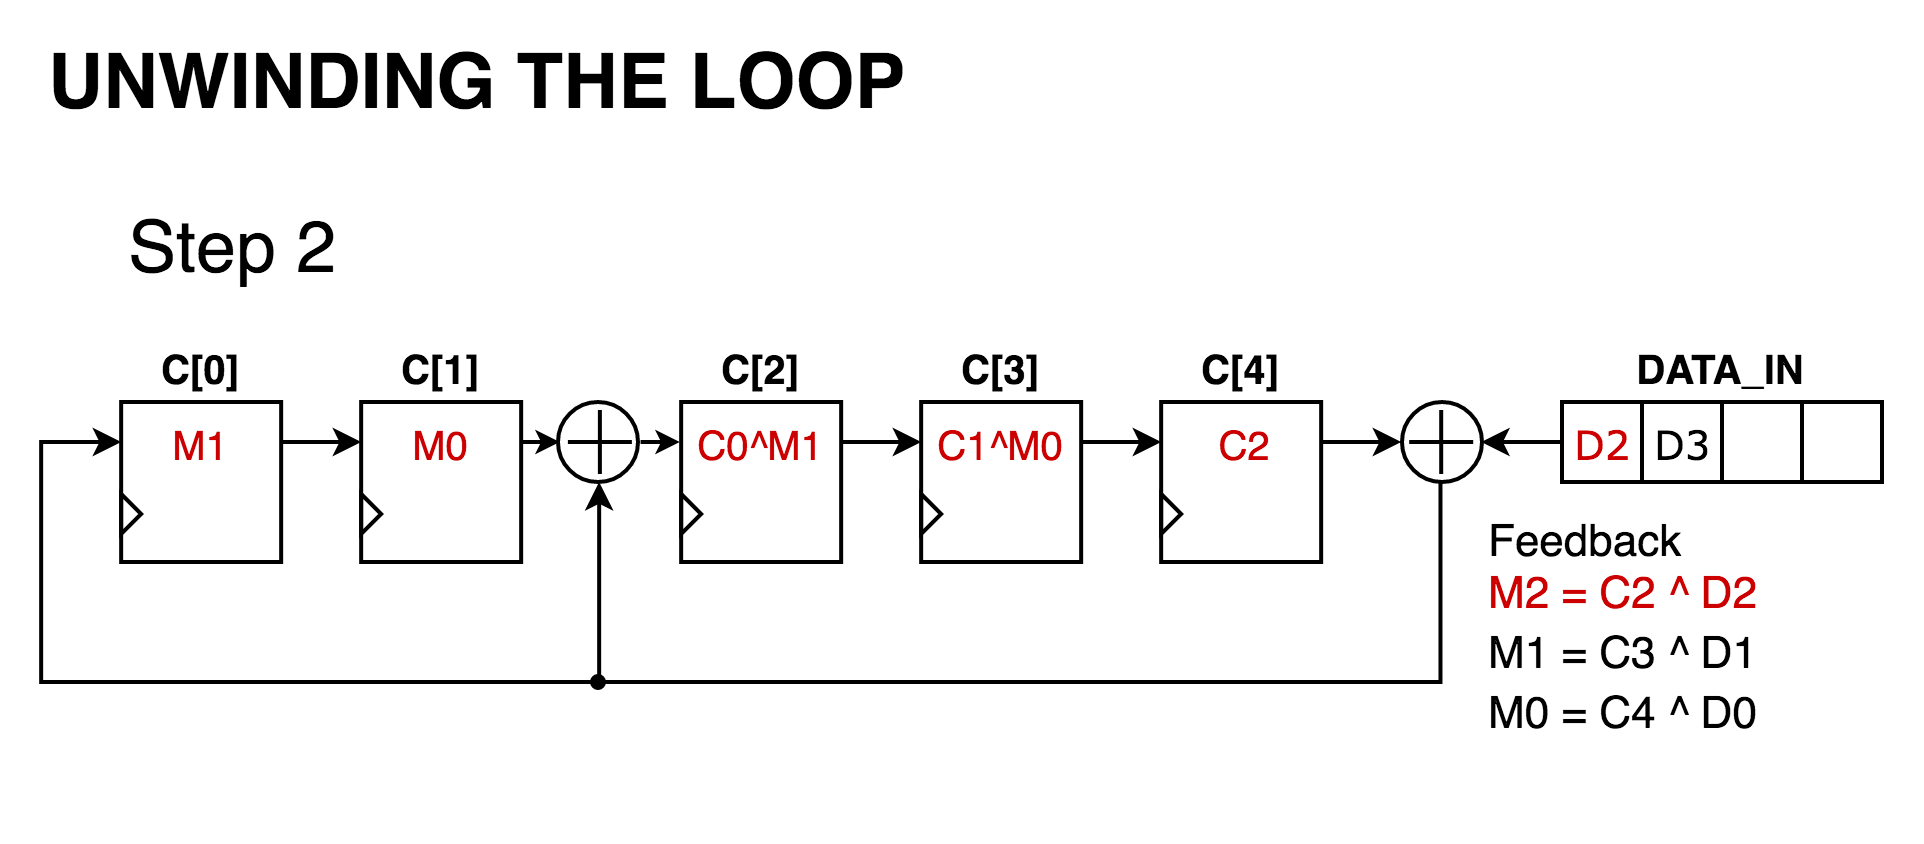 UNWINDING THE LOOP
Step 2
C[0] C[1] C[2] C[3] C[4] DATA_IN
M1 M0 C0^M1 C1^M0 C2 D2 D3
Feedback
M2 = C2 ^ D2
M1 = C3 ^ D1
M0 = C4 ^ D0